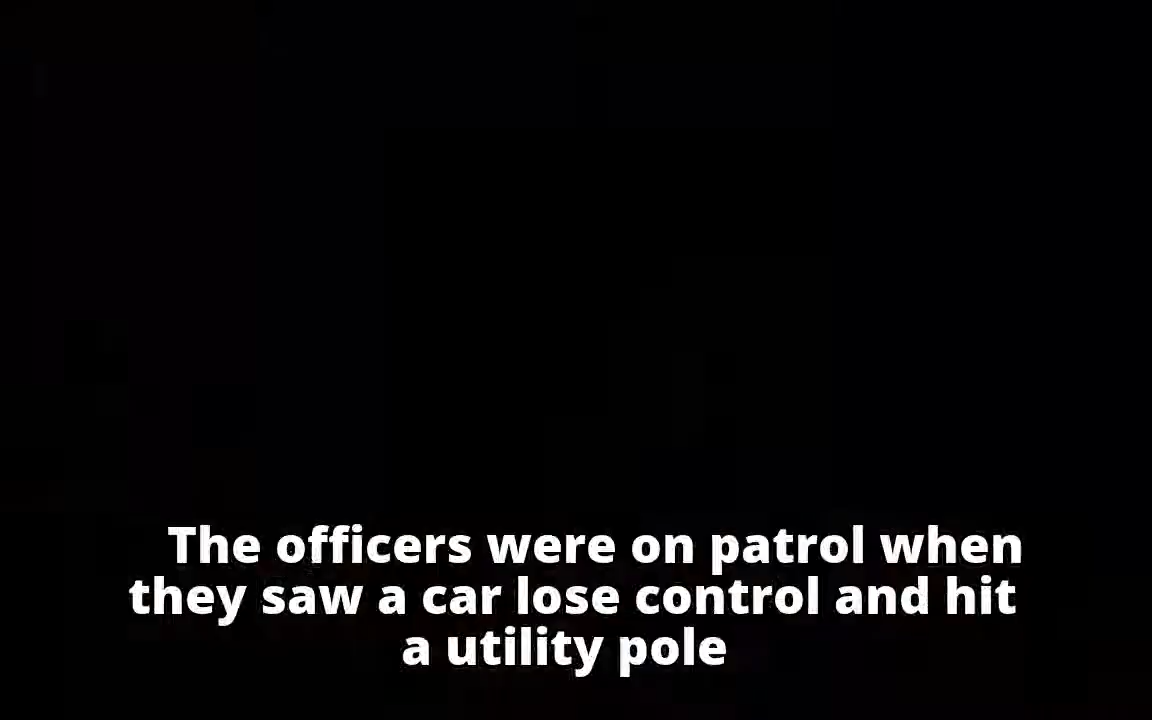 The officers were on patrol when
they saw a car lose control and hit
a utility pole